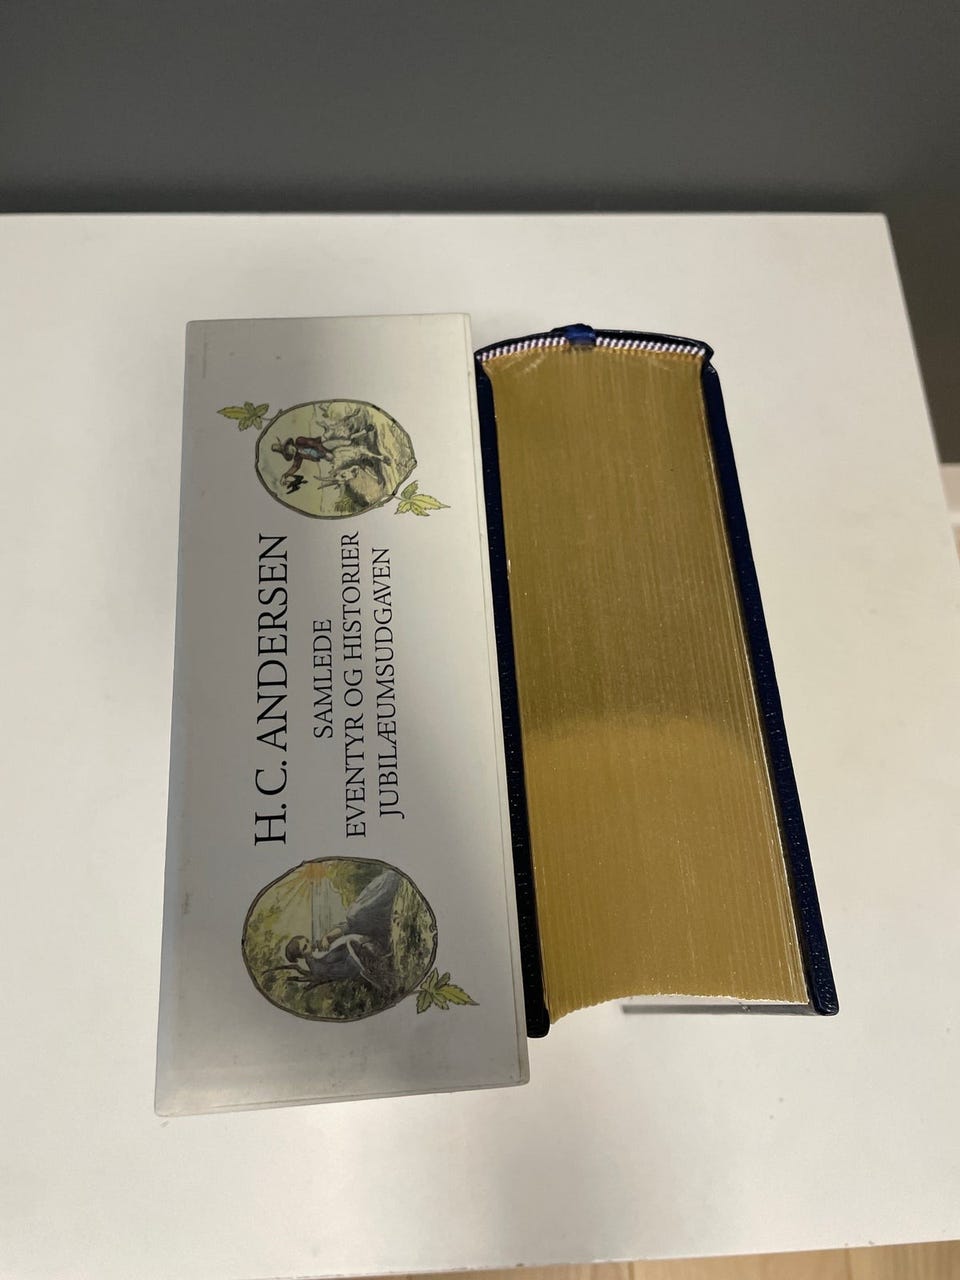 H. C. ANDERSEN
SAMLEDE
EVENTYR OG HISTORIER
JUBILÆUMSUDGAVEN